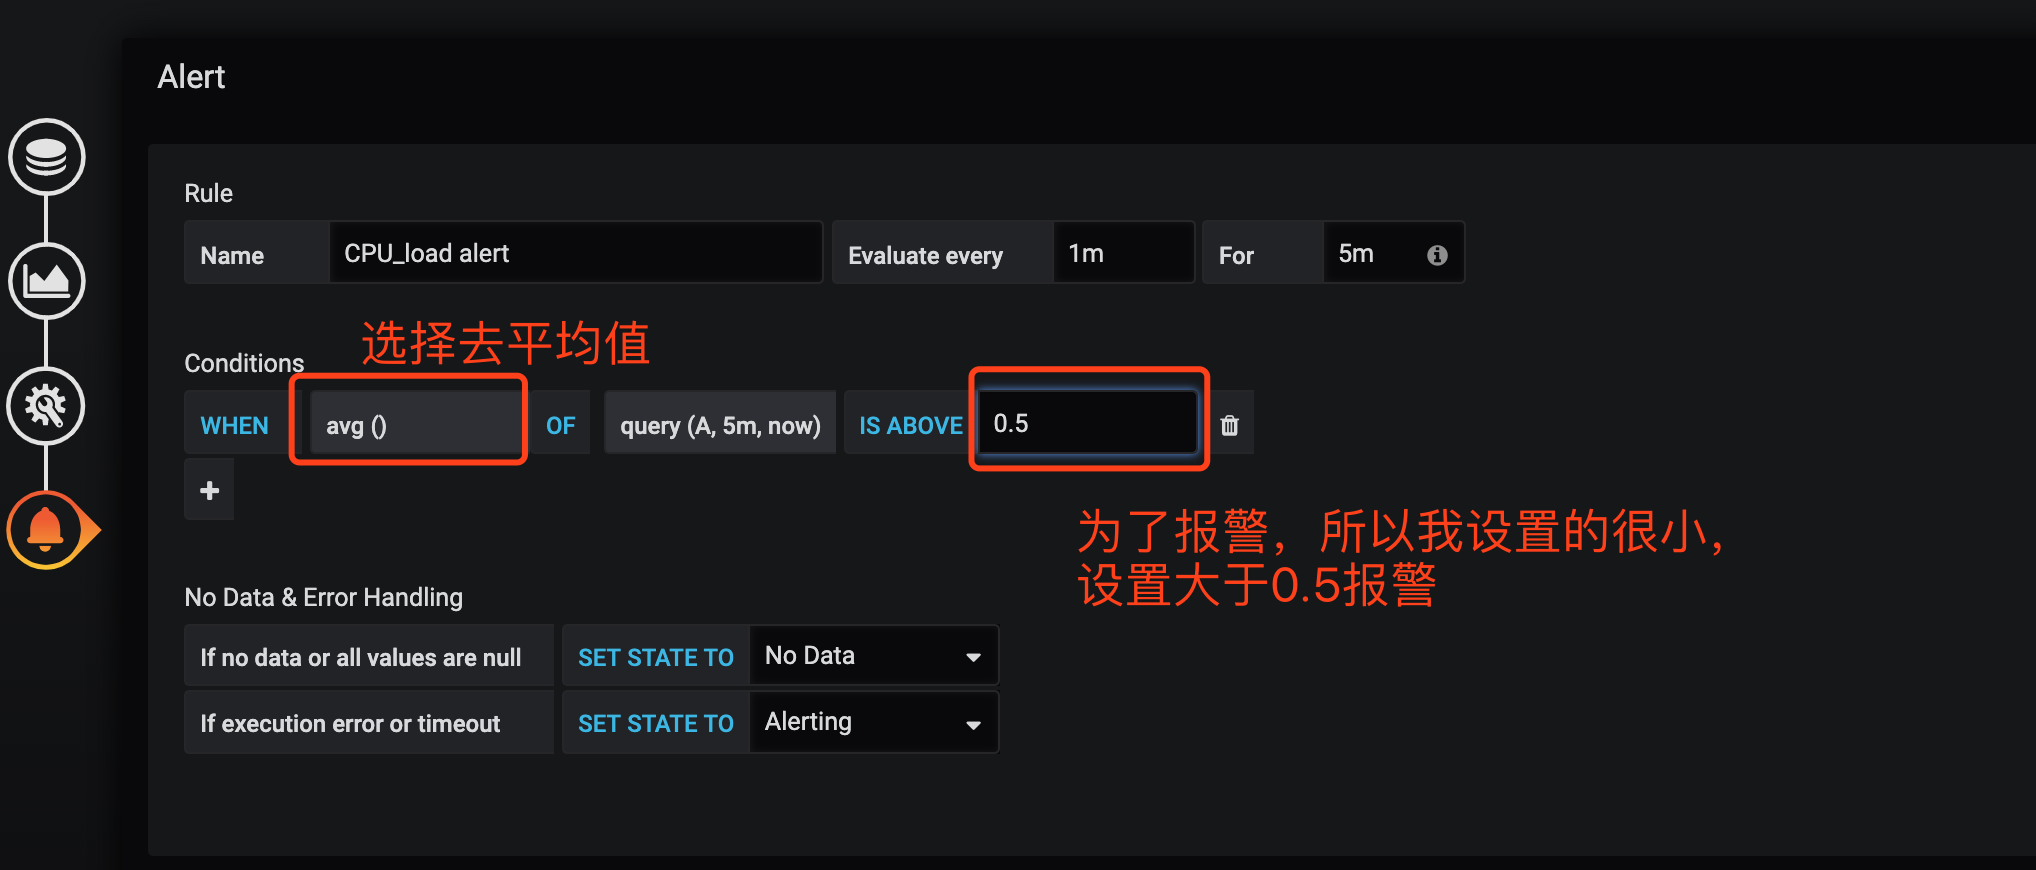 Alert
Rule
Name CPU_load alert Evaluate every 1m For 5m
选择去平均值
Conditions
WHEN avg () OF query (A, 5m, now) IS ABOVE 0.5
为了报警，所以我设置的很小，
设置大于0.5报警
No Data & Error Handling
If no data or all values are null SET STATE TO No Data
If execution error or timeout SET STATE TO Alerting